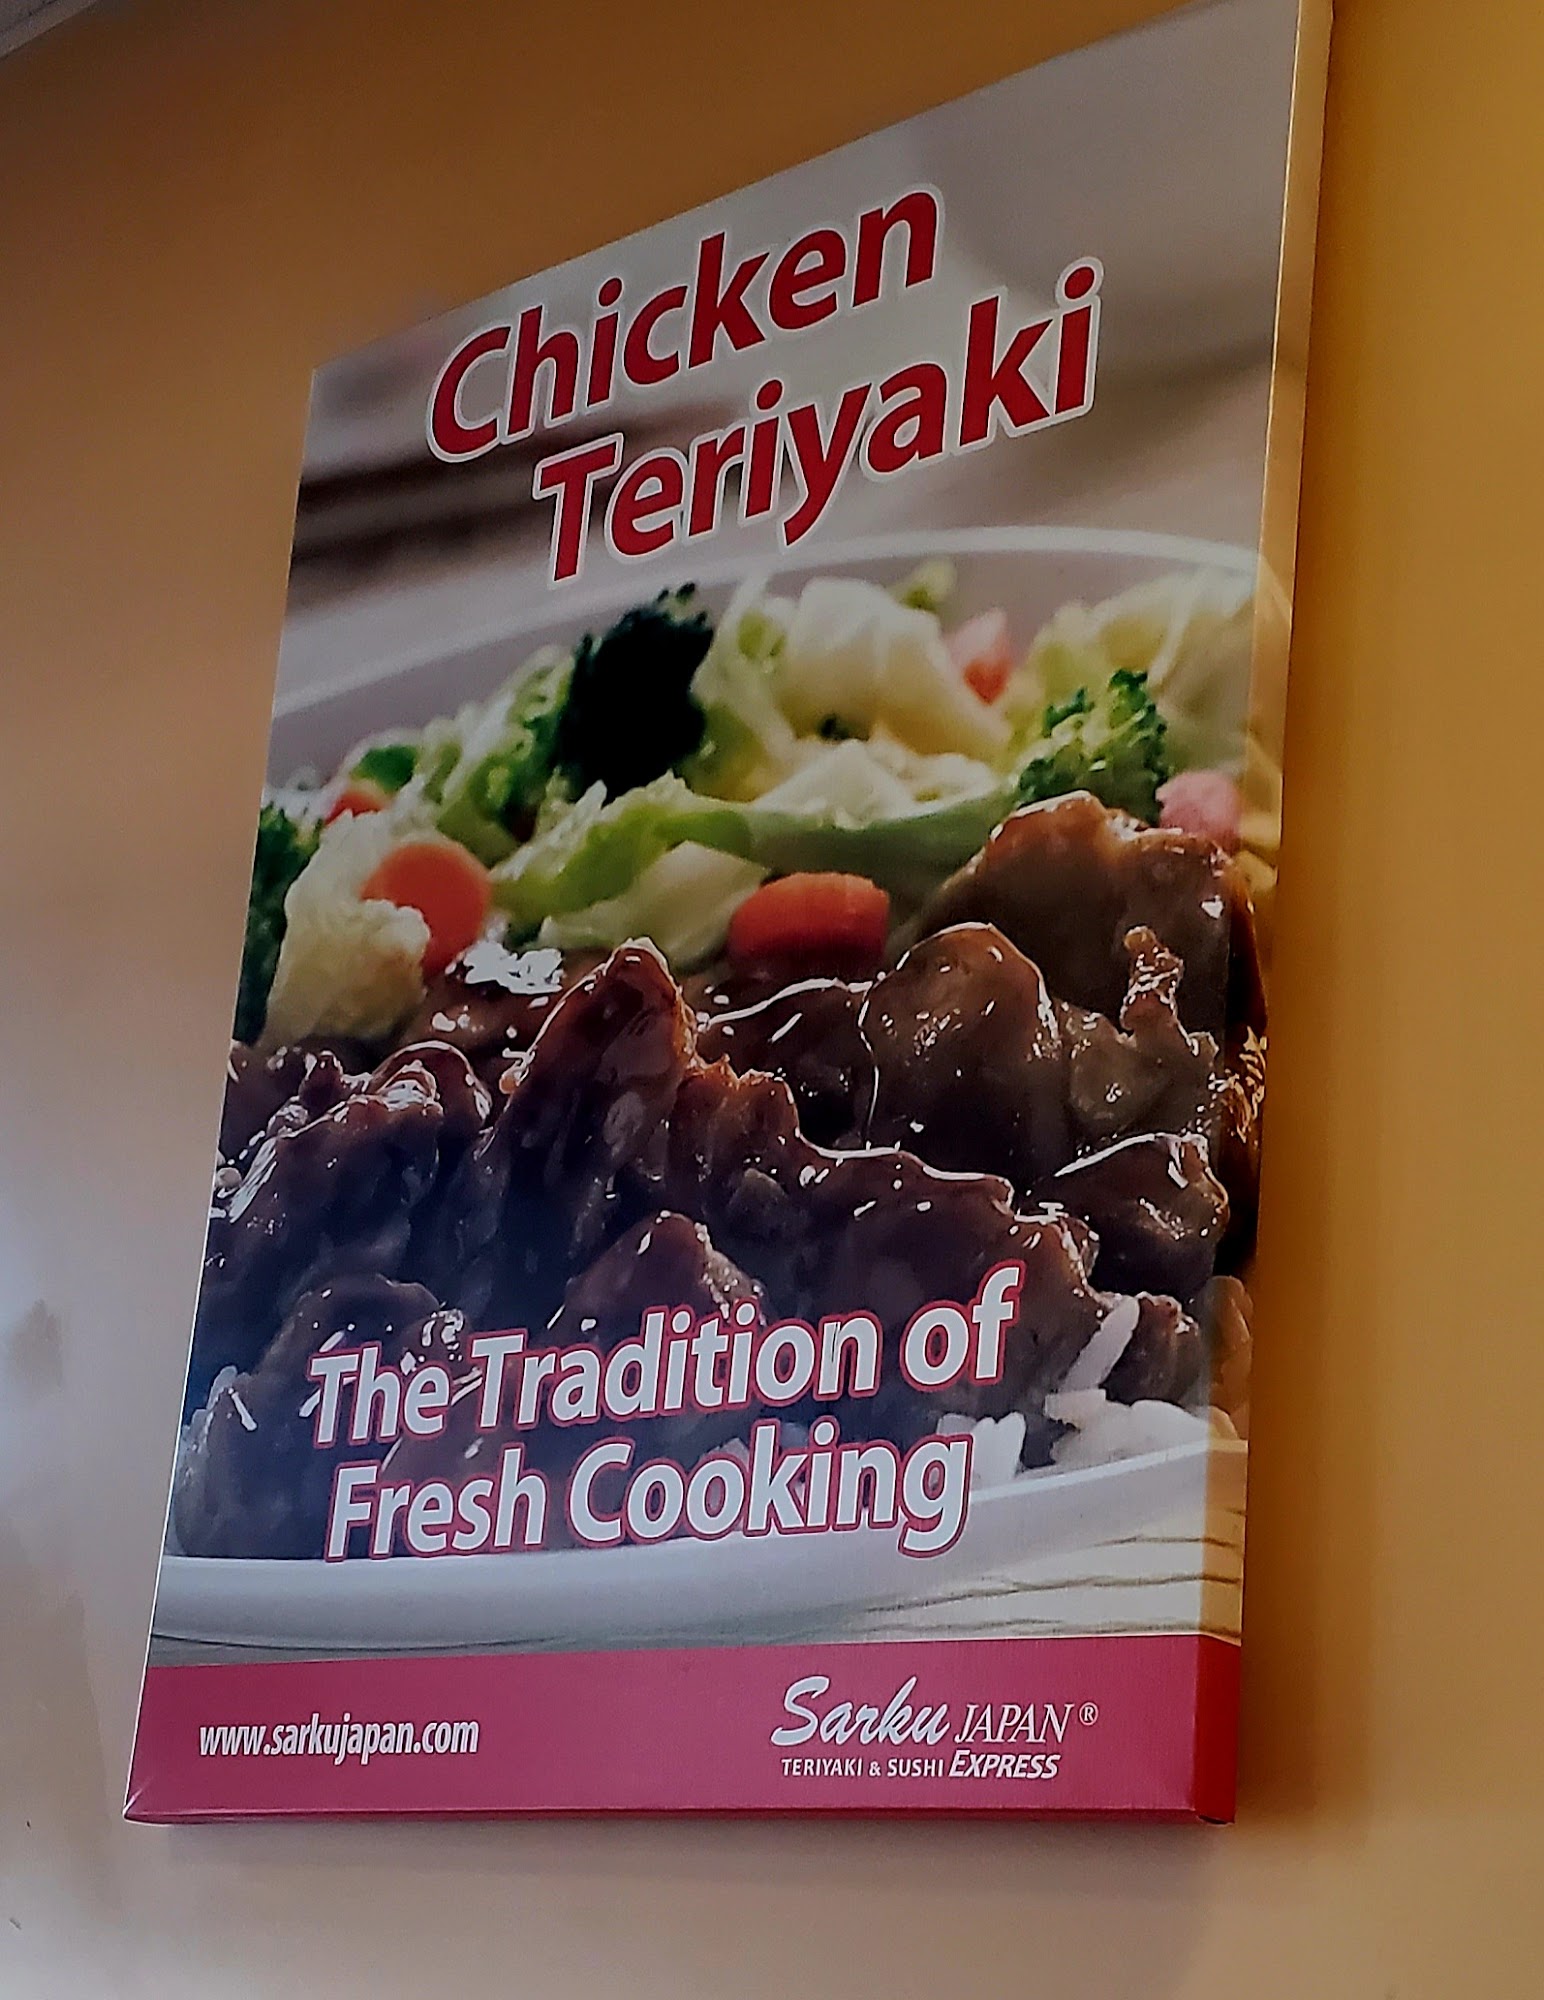 Chicken
Teriyaki
The Tradition of
Fresh Cooking
www.sarkujapan.com
Sarku JAPAN®
TERIYAKI & SUSHI EXPRESS